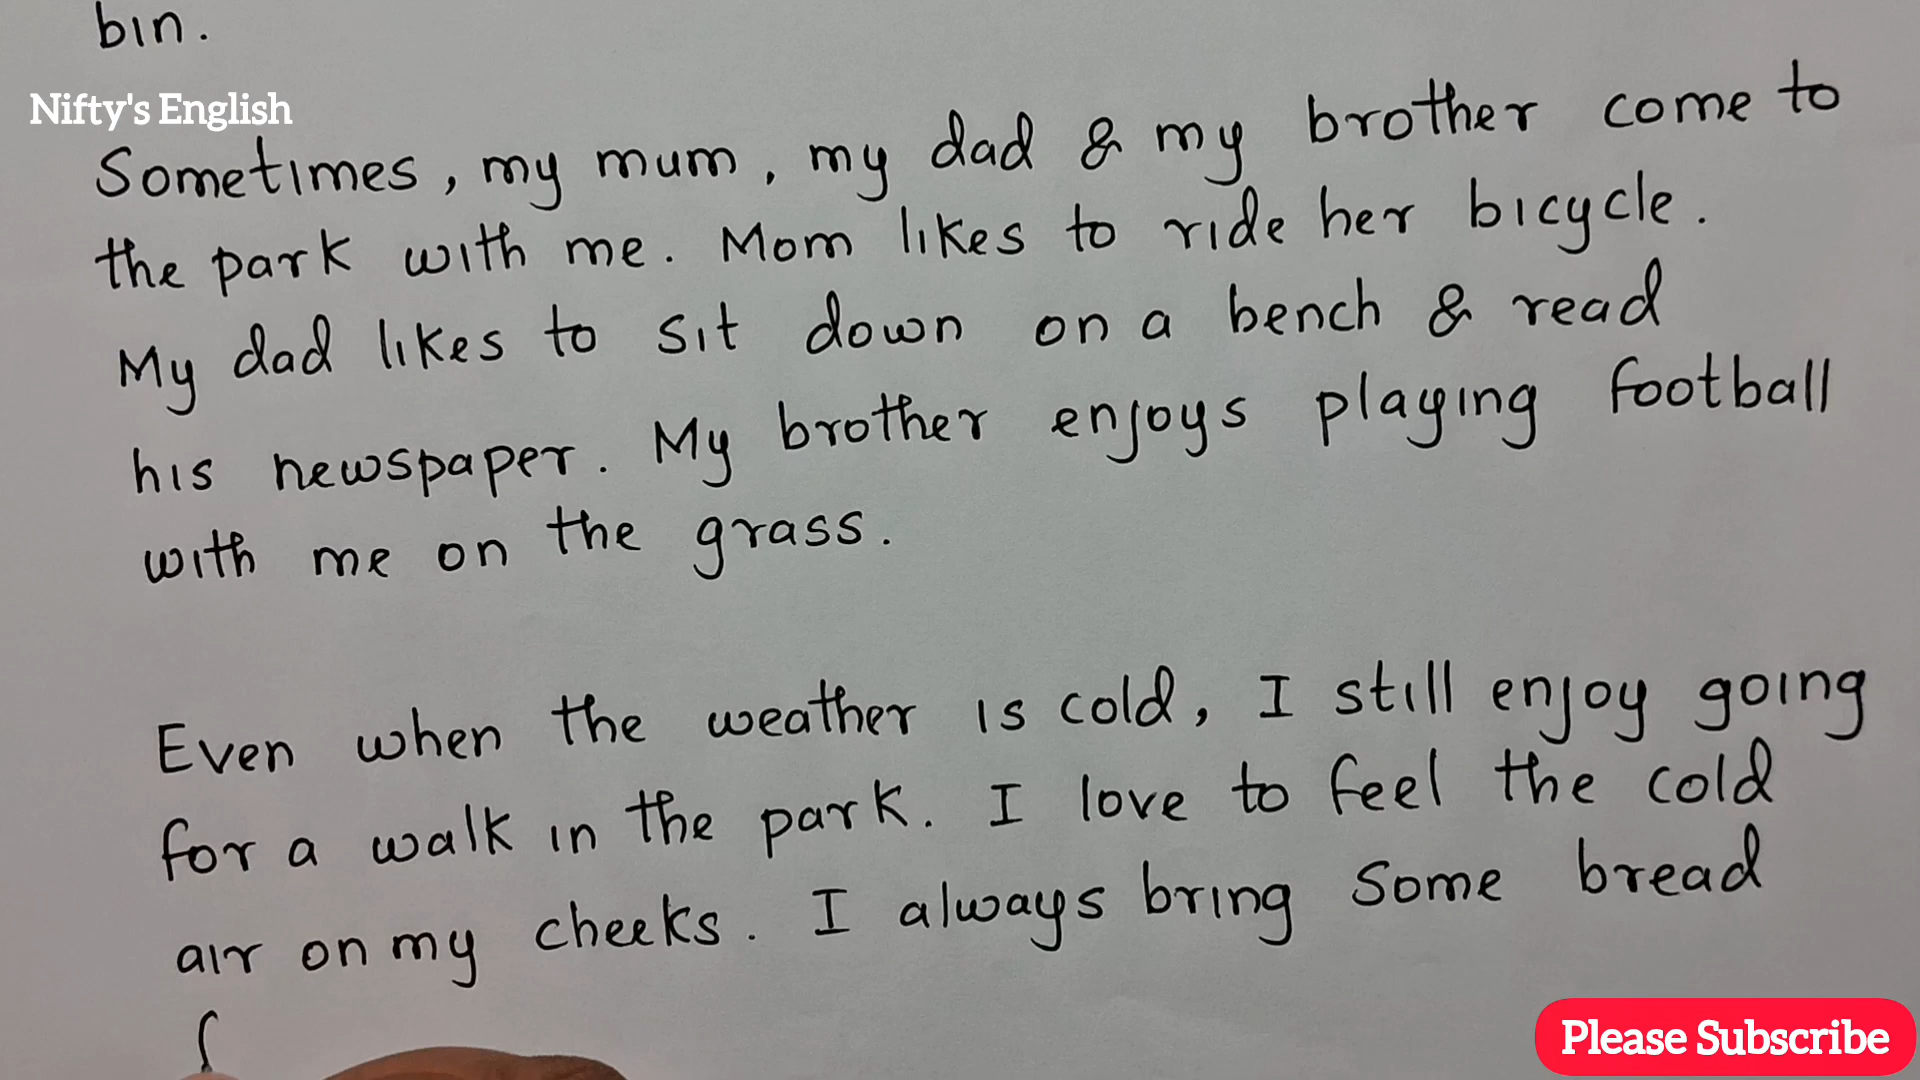 bin.
Nifty's English
Sometimes, my mum, my dad & my brother come to
the park with me. Mom likes to ride her bicycle.
My dad likes to sit down on a bench & read
his newspaper. My brother enjoys playing football
with me on the grass.
Even when the weather is cold, I still enjoy going
for a walk in the park. I love to feel the cold
air on my cheeks. I always bring some bread
Please Subscribe